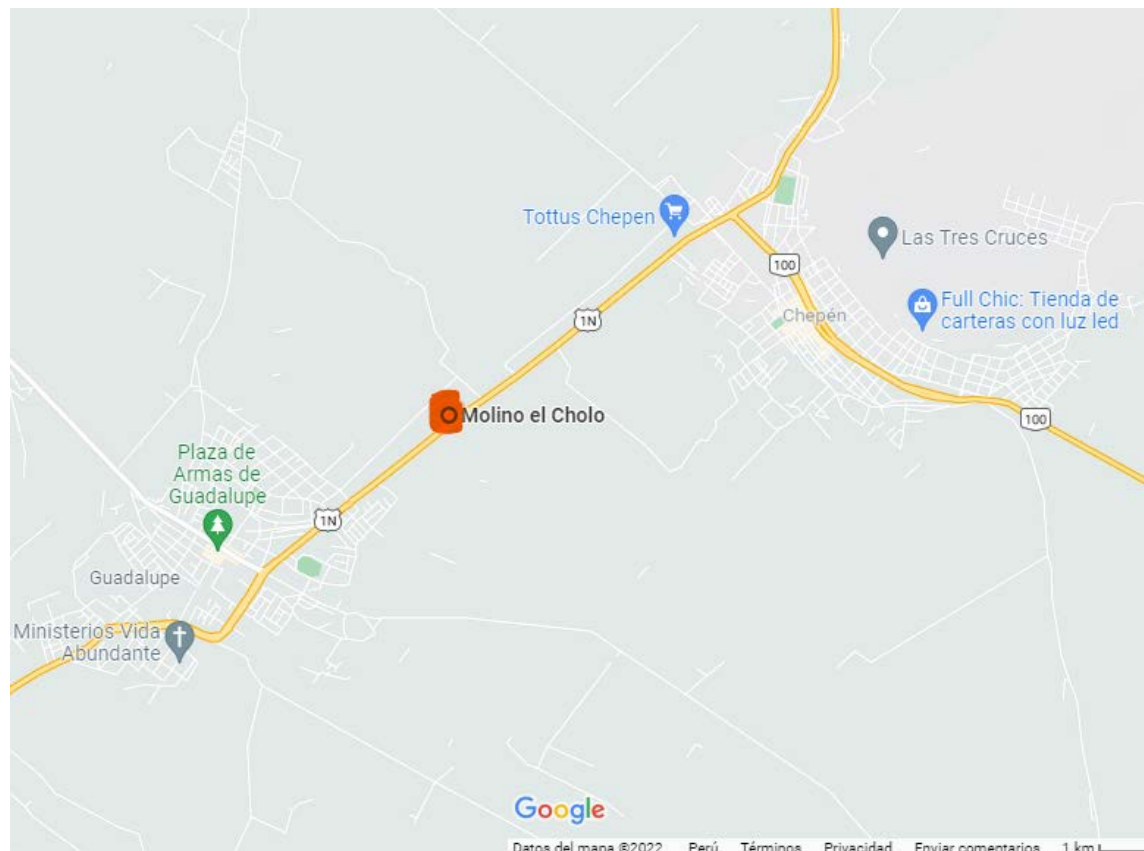 Tottus Chepen
Las Tres Cruces
100
Full Chic: Tienda de
carteras con luz led
Chepén
1N
Molino el Cholo
100
Plaza de
Armas de
Guadalupe
1N
Guadalupe
Ministerios Vida
Abundante
Google
Datos del mapa ©2022 Perú Términos Privacidad Enviar comentarios 1 km